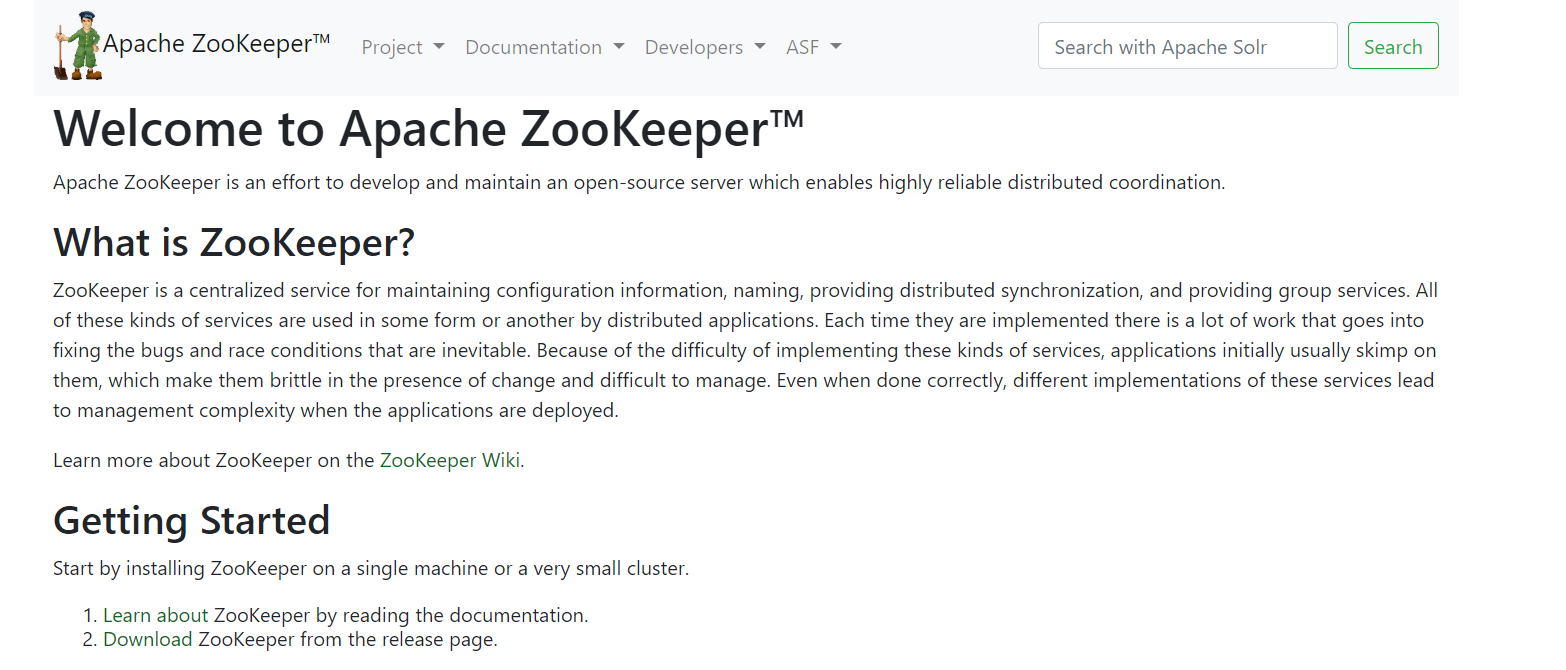 Apache ZooKeeper™ Project Documentation Developers ASF Search with Apache Solr Search
Welcome to Apache ZooKeeper™
Apache ZooKeeper is an effort to develop and maintain an open-source server which enables highly reliable distributed coordination.
What is ZooKeeper?
ZooKeeper is a centralized service for maintaining configuration information, naming, providing distributed synchronization, and providing group services. All
of these kinds of services are used in some form or another by distributed applications. Each time they are implemented there is a lot of work that goes into
fixing the bugs and race conditions that are inevitable. Because of the difficulty of implementing these kinds of services, applications initially usually skimp on
them, which make them brittle in the presence of change and difficult to manage. Even when done correctly, different implementations of these services lead
to management complexity when the applications are deployed.
Learn more about ZooKeeper on the ZooKeeper Wiki.
Getting Started
Start by installing ZooKeeper on a single machine or a very small cluster.
1. Learn about ZooKeeper by reading the documentation.
2. Download ZooKeeper from the release page.